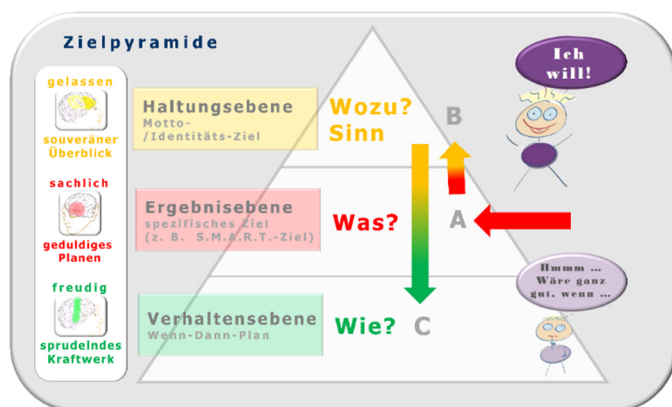 Zielpyramide
gelassen
souveräner
Überblick
sachlich
geduldiges
Planen
freudig
sprudelndes
Kraftwerk
Haltungsebene
Motto-
/Identitäts-Ziel
Wozu?
Sinn
B
Ich
will!
Ergebnisebene
spezifisches Ziel
(z. B. S.M.A.R.T.-Ziel)
Was?
A
Verhaltensebene
Wenn-Dann-Plan
Wie?
C
Hmmm ...
Wäre ganz
gut, wenn ...